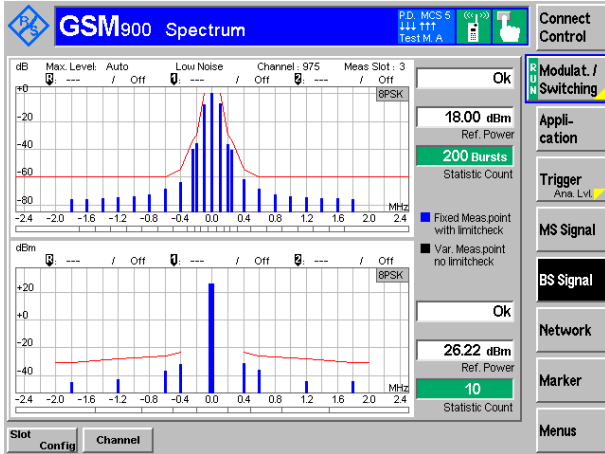 R/S
GSM900 Spectrum
P.D. MCS 5
↓↓↓ ↑↑↑
Test M. A.
Connect Control
dB Max. Level: Auto Low Noise Channel : 975 Meas Slot : 3
R: --- / Off 1: --- / Off 2: --- / Off
8PSK
+0
-20
-40
-60
-80
MHz
-2.4 -2.0 -1.6 -1.2 -0.8 -0.4 0.0 0.4 0.8 1.2 1.6 2.0 2.4
Ok
18.00 dBm
Ref. Power
200 Bursts
Statistic Count
Fixed Meas.point
with limitcheck
Var. Meas.point
no limitcheck
dBm
R: --- / Off 1: --- / Off 2: --- / Off
8PSK
+20
+0
-20
-40
MHz
-2.4 -2.0 -1.6 -1.2 -0.8 -0.4 0.0 0.4 0.8 1.2 1.6 2.0 2.4
Ok
26.22 dBm
Ref. Power
10
Statistic Count
RUN
Modulat. /
Switching
Appli-
cation
Trigger
Ana. Lvl.
MS Signal
BS Signal
Network
Marker
Menus
Slot
Config
Channel